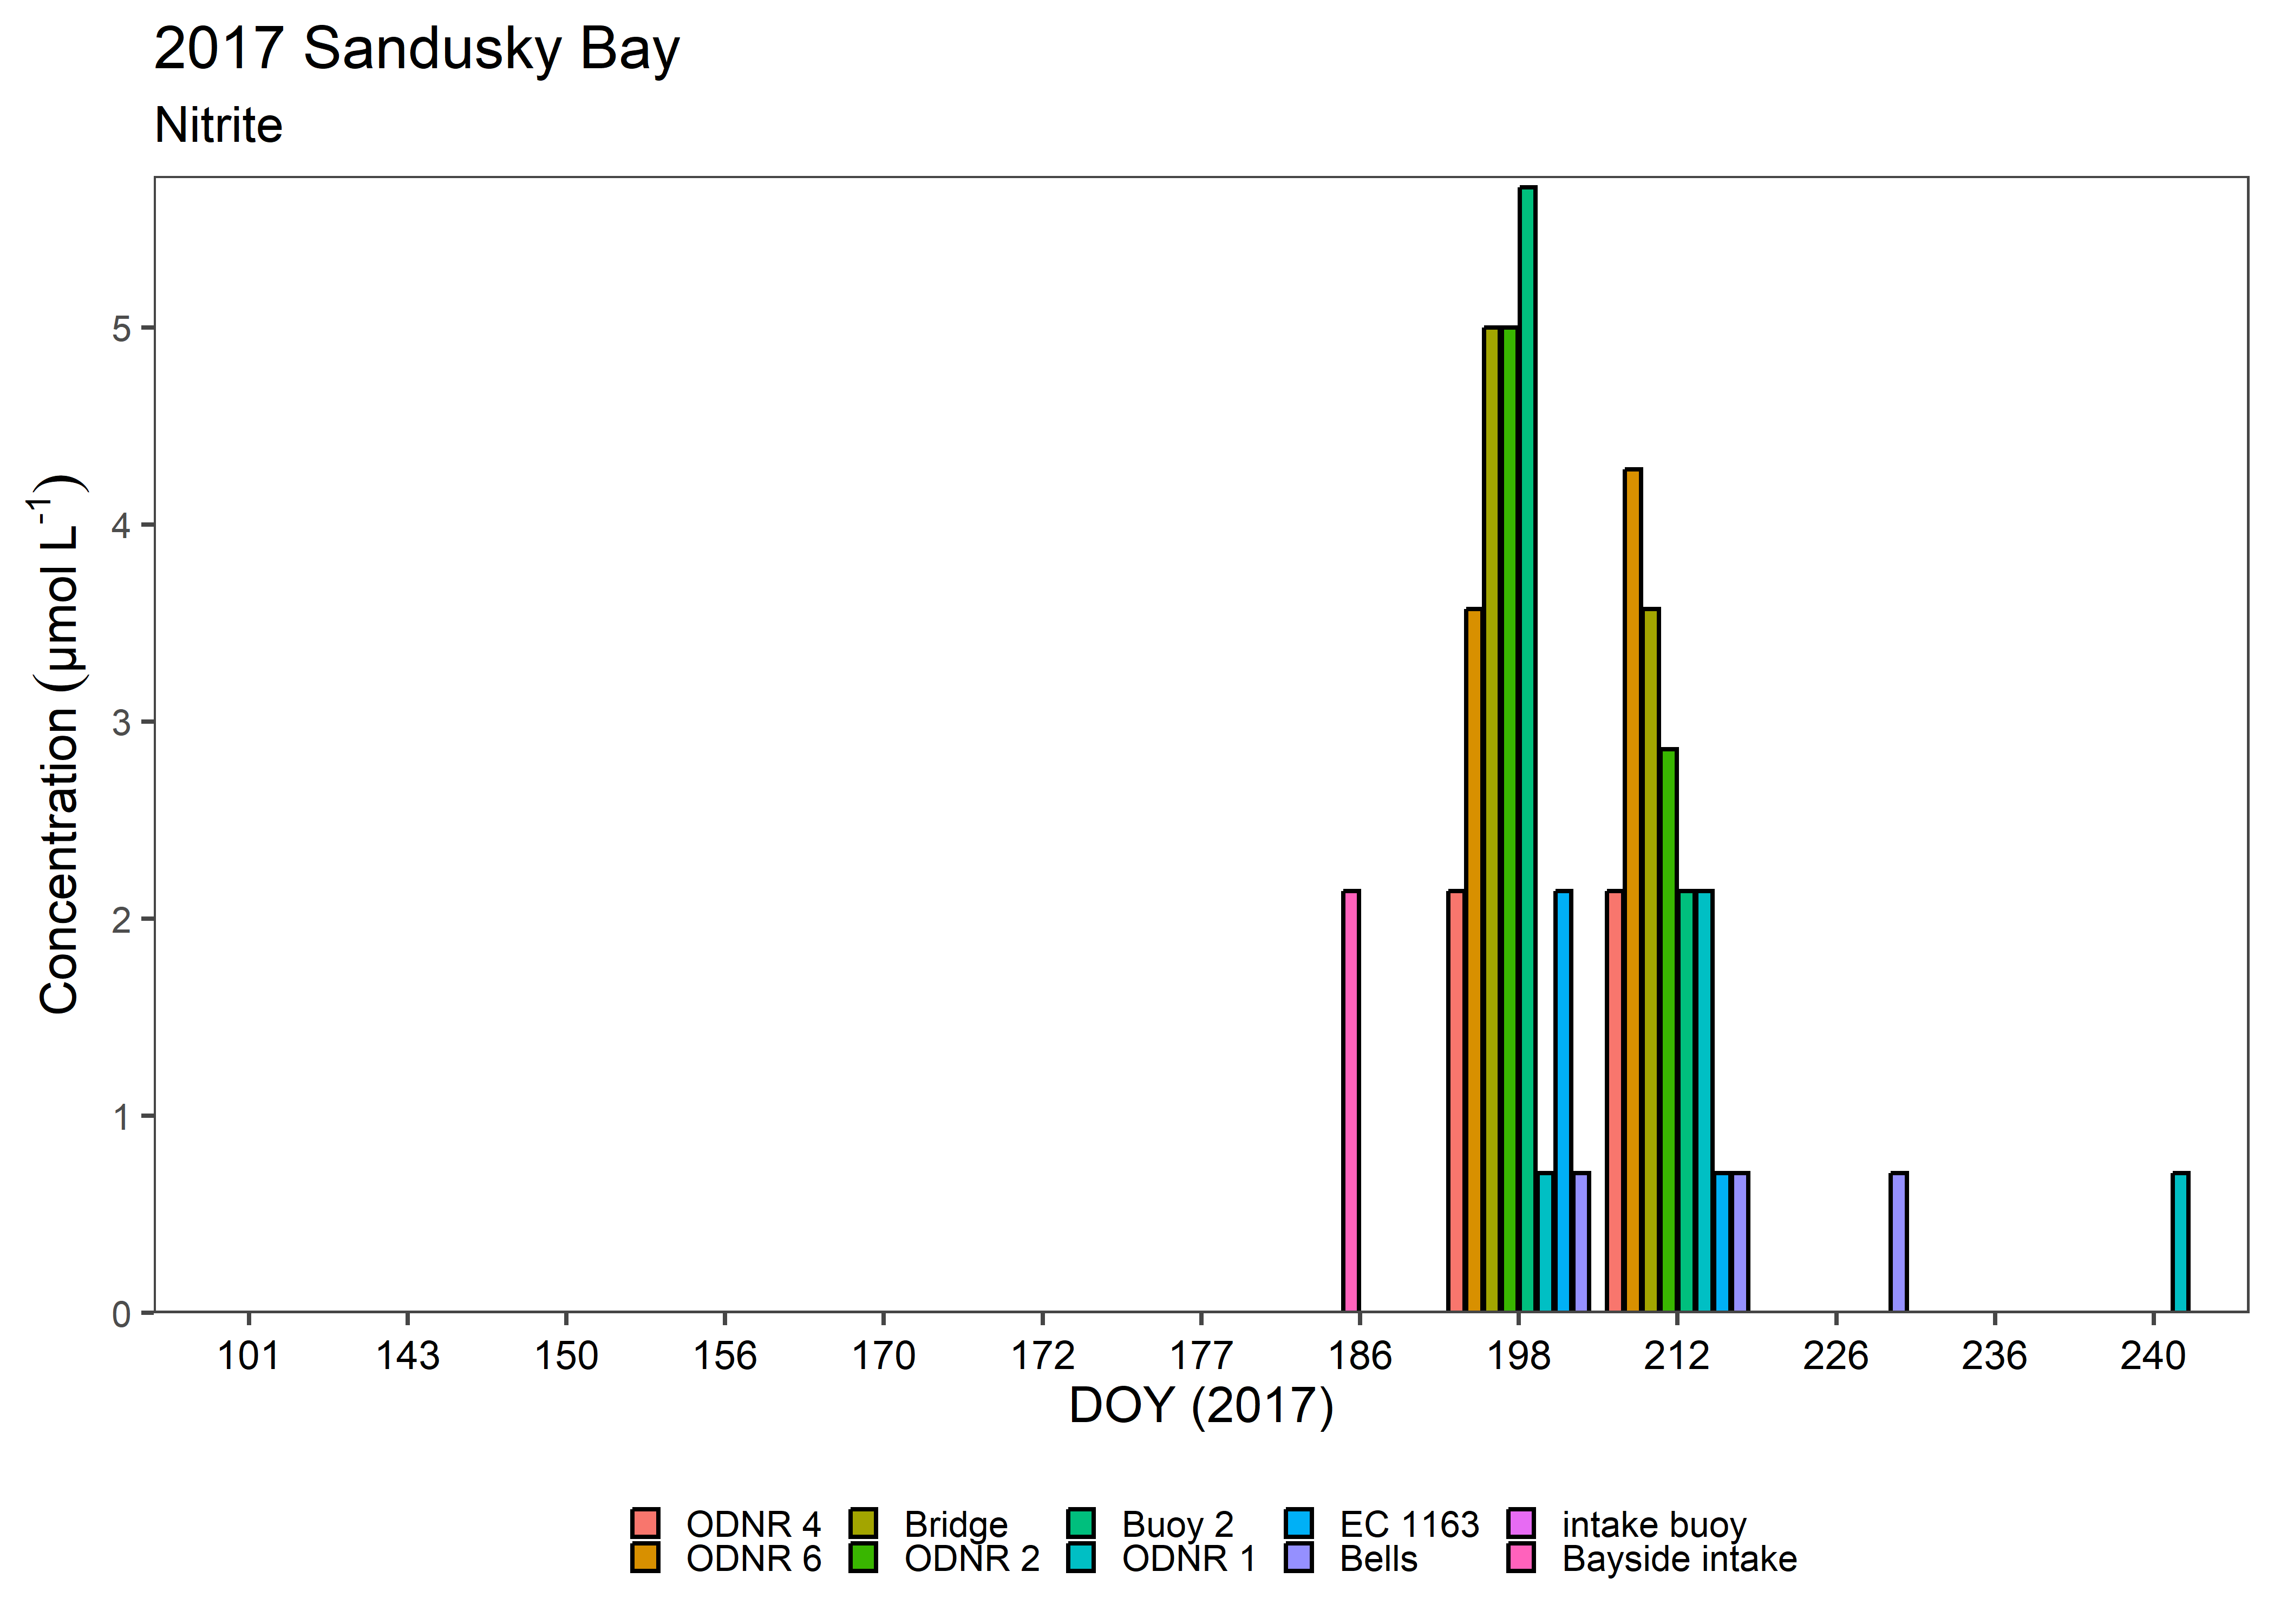 2017 Sandusky Bay
Nitrite
Concentration (µmol L⁻¹)
5
4
3
2
1
0
101 143 150 156 170 172 177 186 198 212 226 236 240
DOY (2017)
ODNR 4 Bridge Buoy 2 EC 1163 intake buoy
ODNR 6 ODNR 2 ODNR 1 Bells Bayside intake